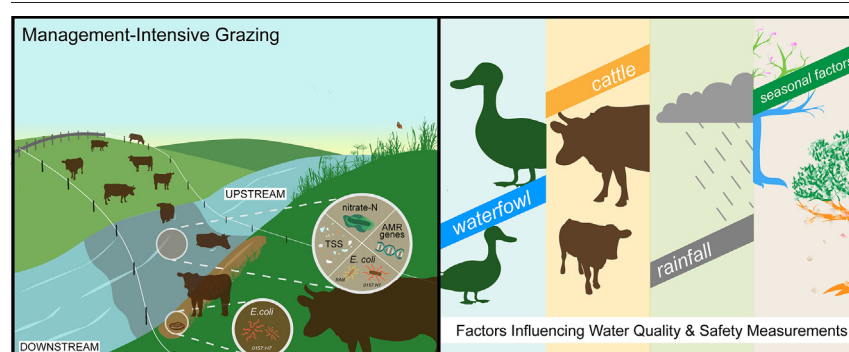 Management-Intensive Grazing
UPSTREAM
nitrate-N
TSS
AMR
genes
E. coli
O157:H7
E.coli
O157:H7
DOWNSTREAM
waterfowl
cattle
rainfall
seasonal factors
Factors Influencing Water Quality & Safety Measurements